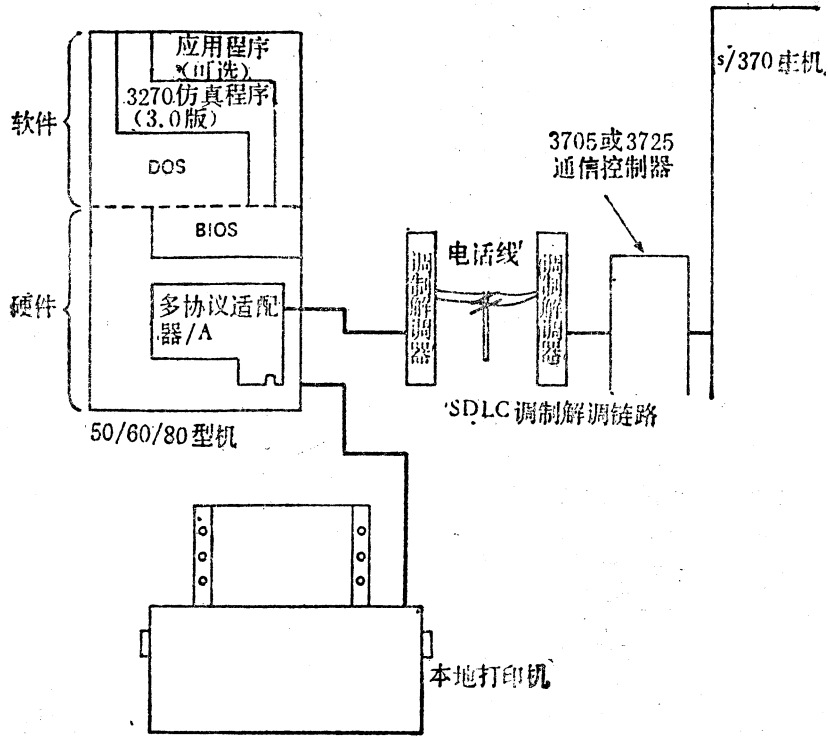 应用程序
(可选)
3270仿真程序
(3.0版)
软件
DOS
BIOS
硬件
多协议适配
器/A
50/60/80型机
调制解调器
电话线
调制解调器
SDLC调制解调链路
3705或3725
通信控制器
s/370主机
本地打印机